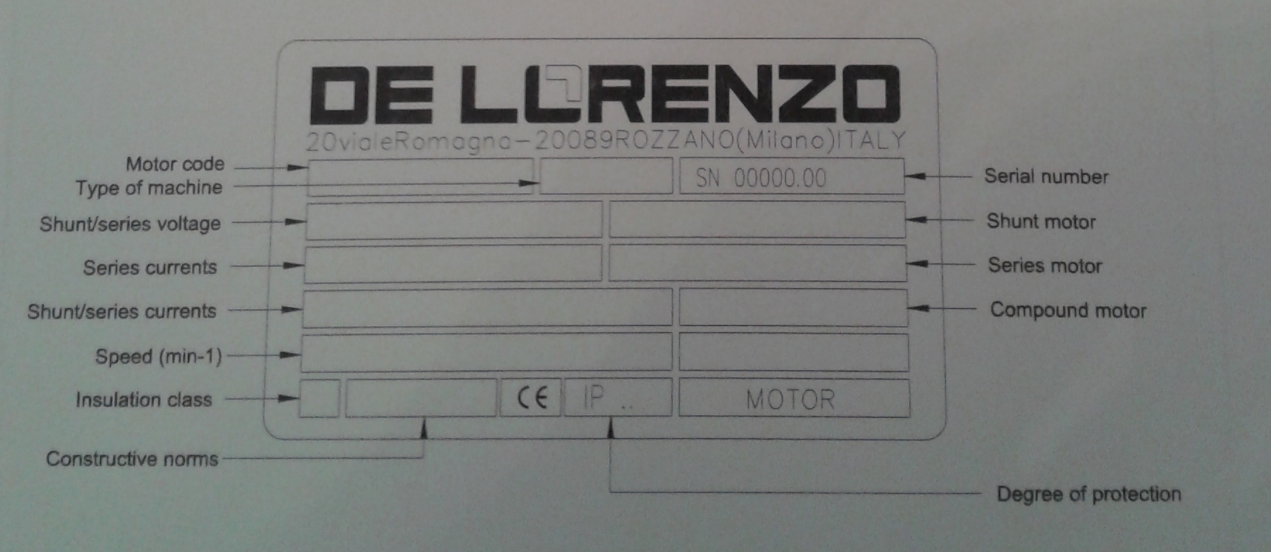 DE LORENZO
20vialeRomagna-20089ROZZANO(Milano)ITALY
Motor code
Type of machine
SN 00000.00
Serial number
Shunt/series voltage
Shunt motor
Series currents
Series motor
Shunt/series currents
Compound motor
Speed (min-1)
Insulation class
CE
IP ..
MOTOR
Constructive norms
Degree of protection